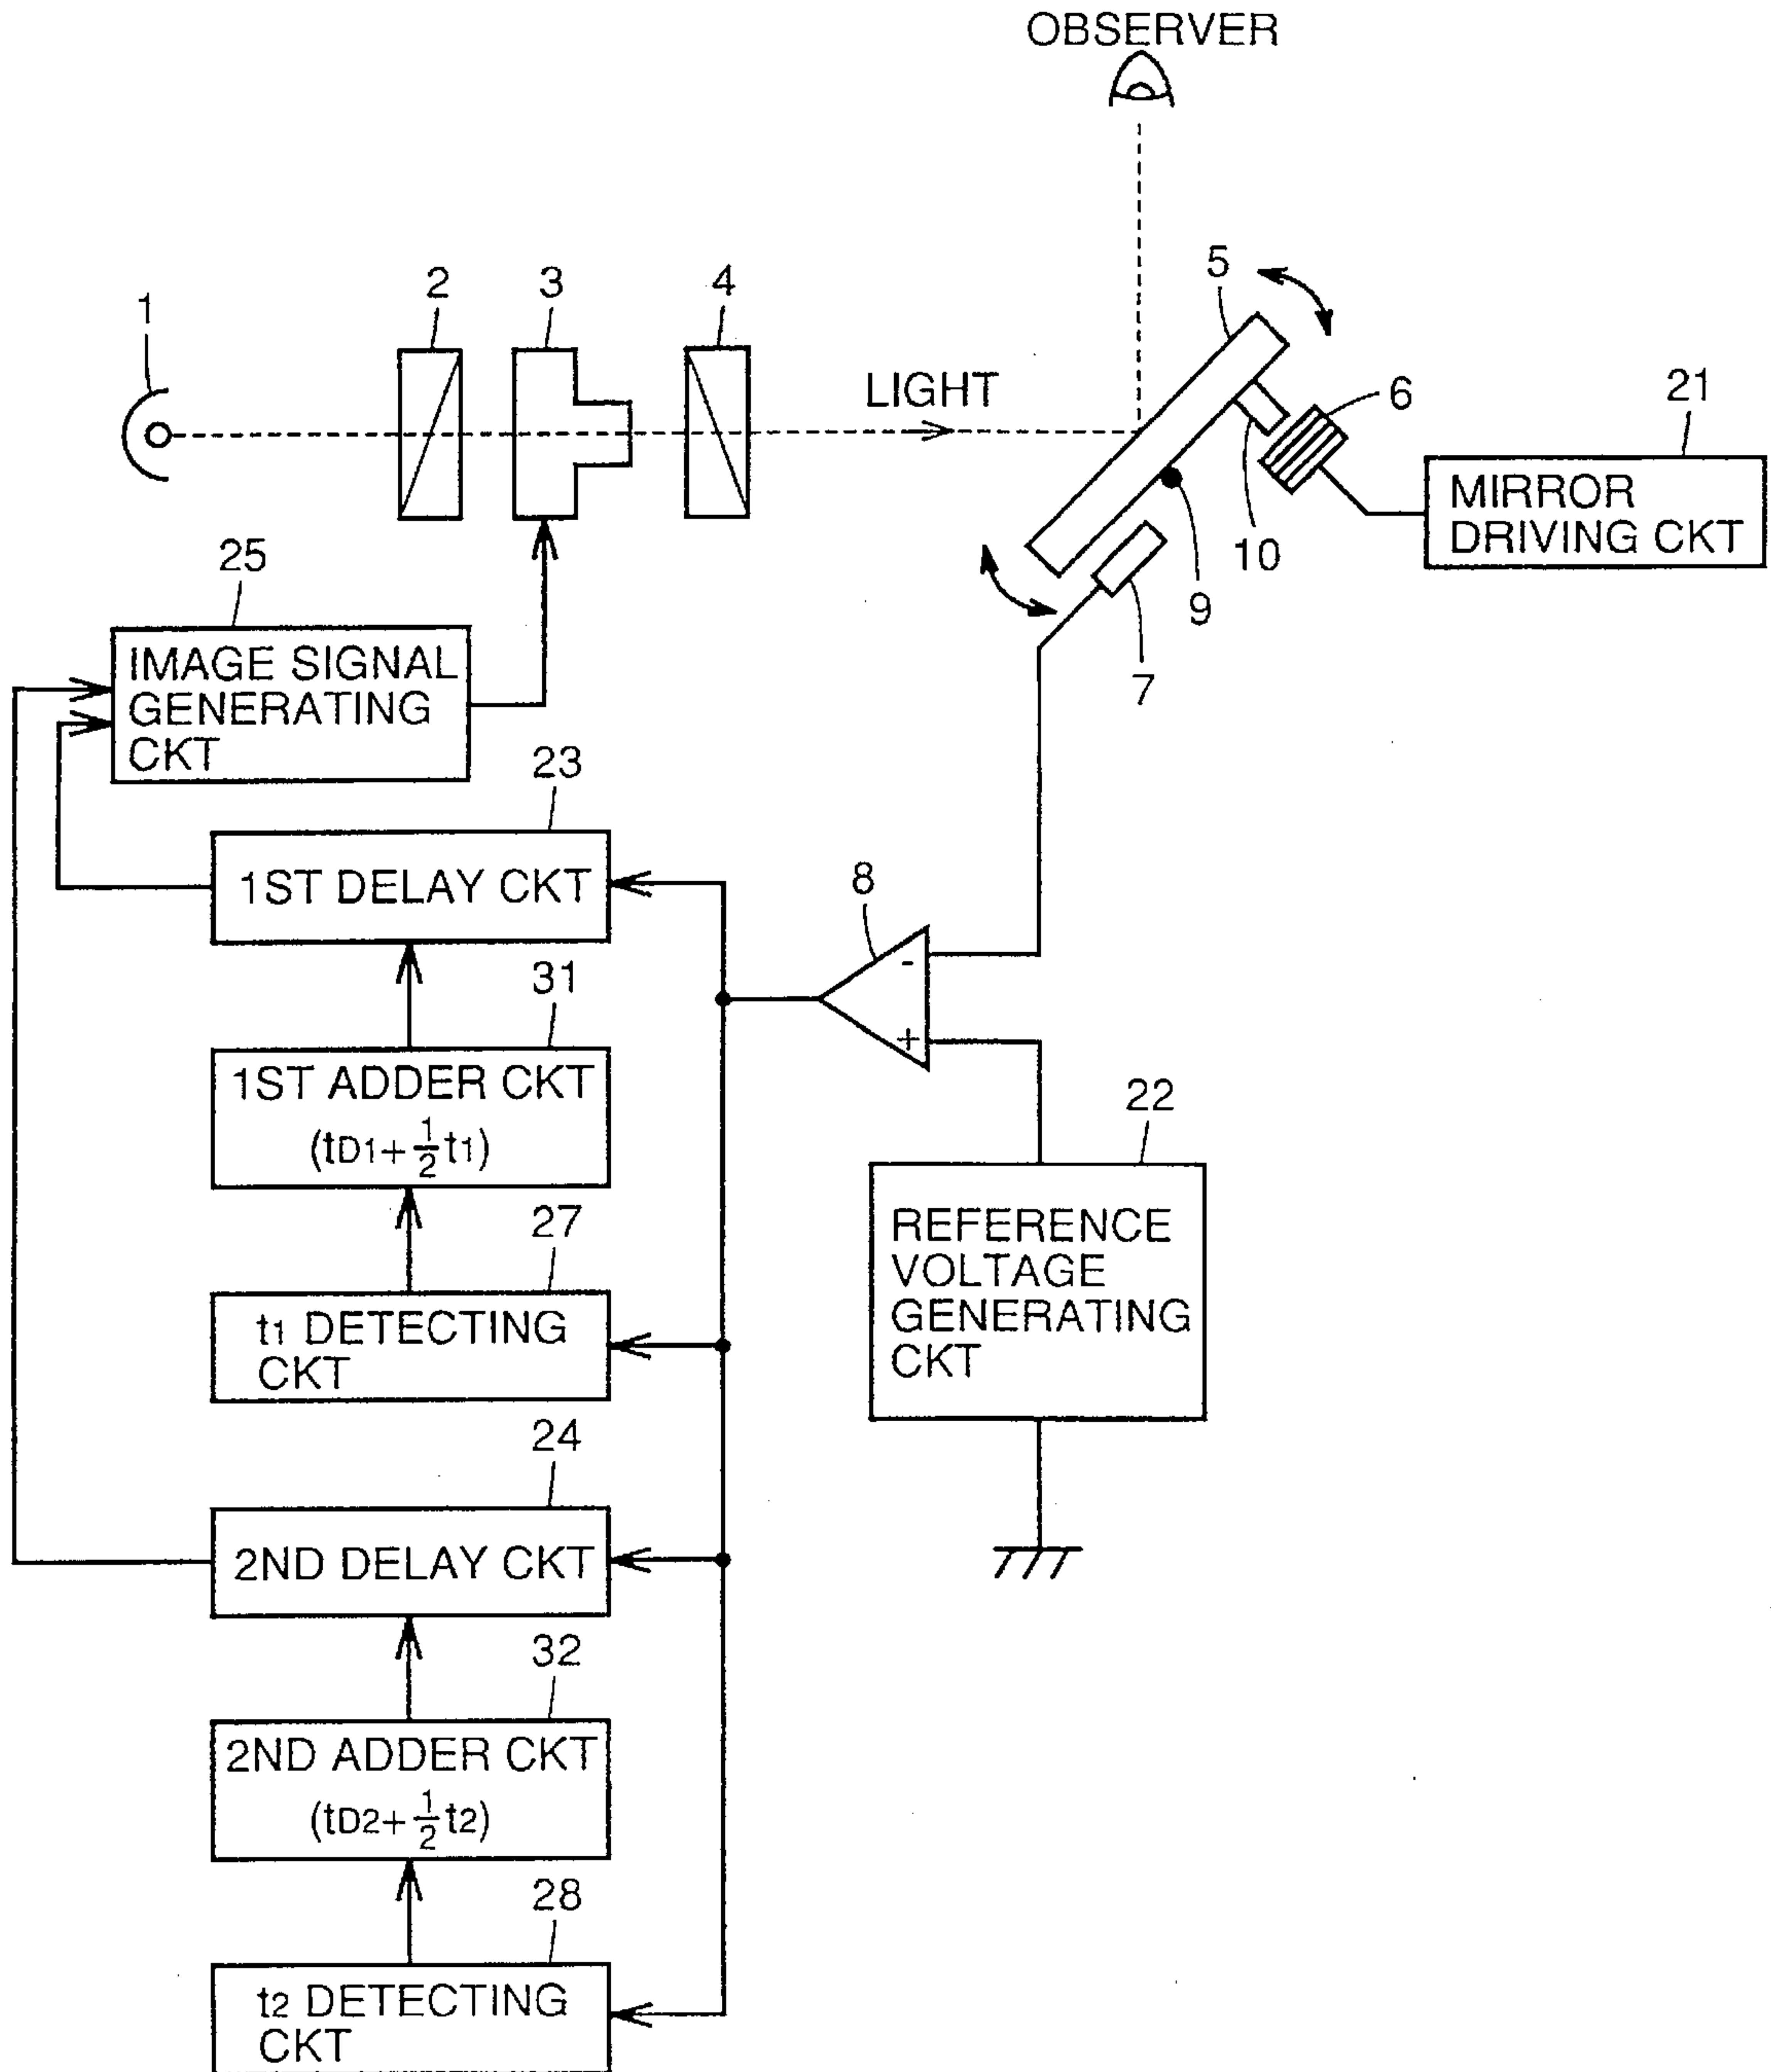 OBSERVER
1
2
3
4
5
6
21
LIGHT
MIRROR
DRIVING CKT
10
9
7
25
IMAGE SIGNAL
GENERATING
CKT
23
1ST DELAY CKT
8
-
+
31
1ST ADDER CKT
(tD1+1/2t1)
22
REFERENCE
VOLTAGE
GENERATING
CKT
27
t1 DETECTING
CKT
24
2ND DELAY CKT
32
2ND ADDER CKT
(tD2+1/2t2)
28
t2 DETECTING
CKT